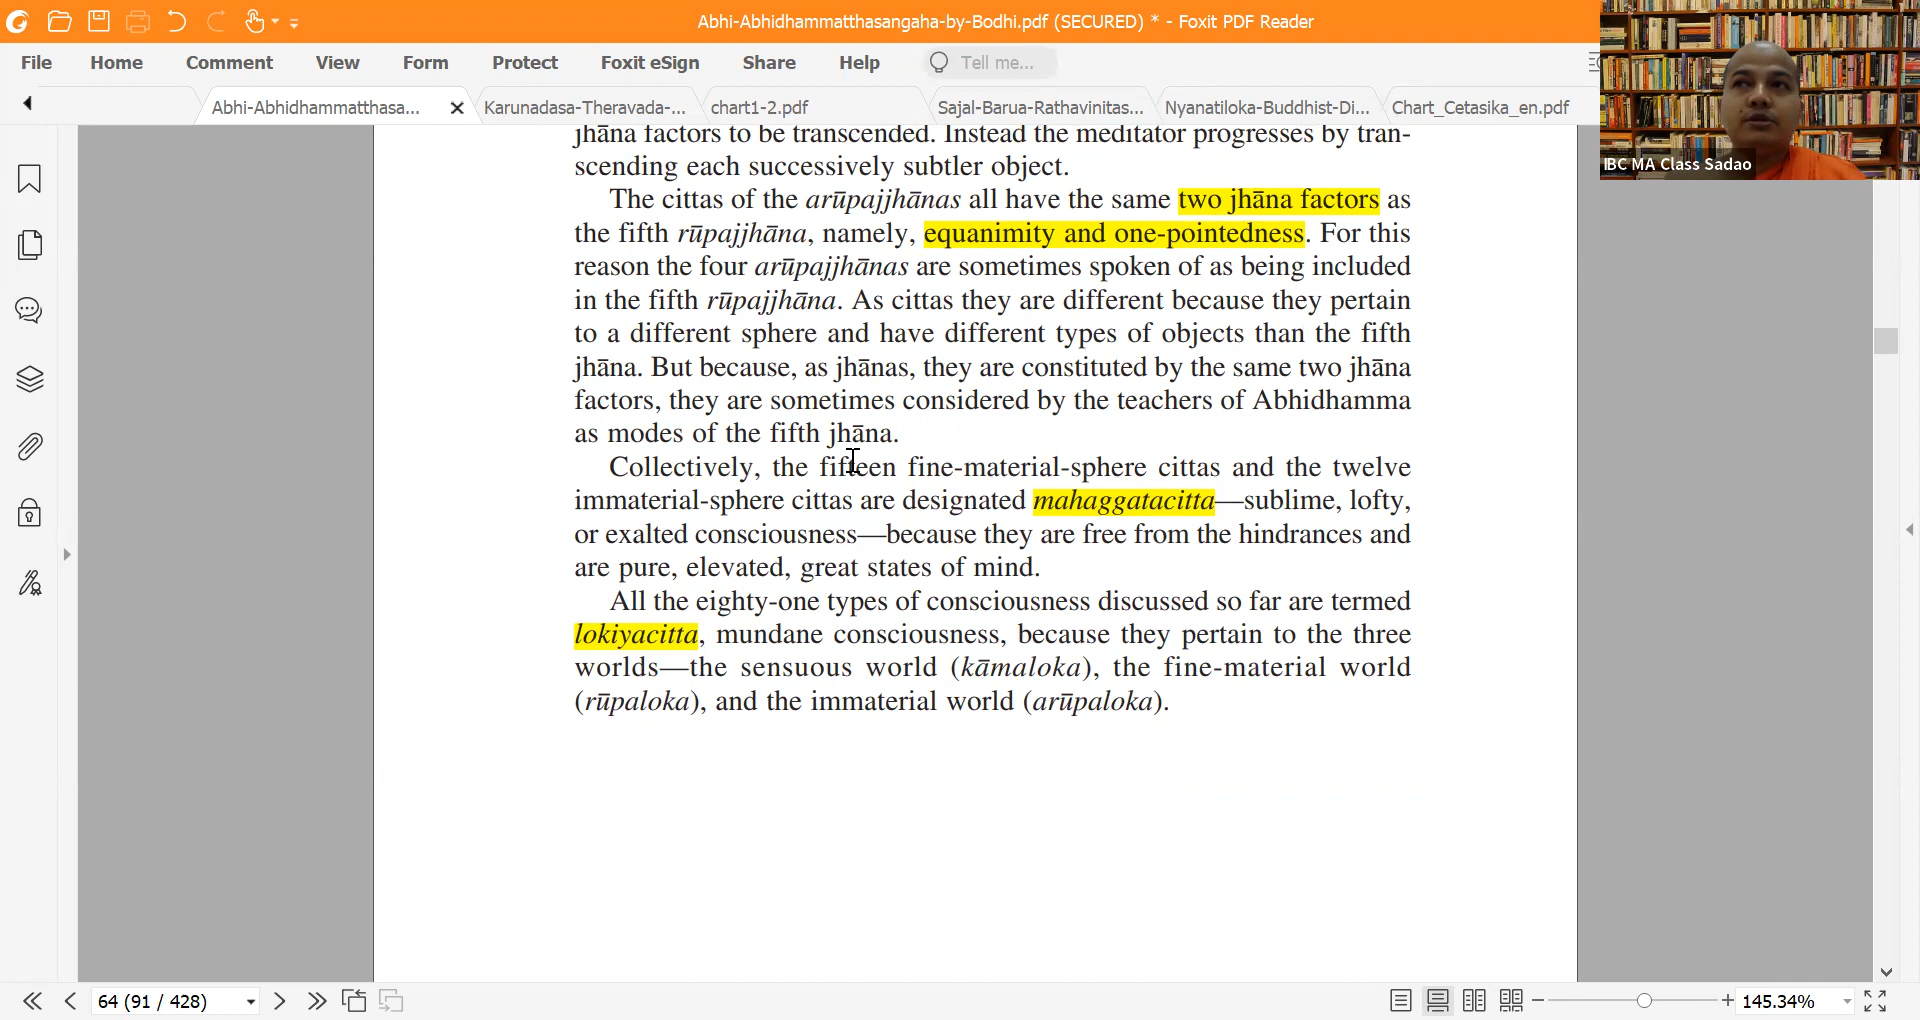 Abhi-Abhidhammatthasangaha-by-Bodhi.pdf (SECURED) * - Foxit PDF Reader
File Home Comment View Form Protect Foxit eSign Share Help Tell me...
Abhi-Abhidhammatthasa... Karunadasa-Theravada-... chart1-2.pdf Sajal-Barua-Rathavinitas... Nyanatiloka-Buddhist-Di... Chart_Cetasika_en.pdf
IBC MA Class Sadao
jhāna factors to be transcended. Instead the meditator progresses by tran-
scending each successively subtler object.
The cittas of the arūpajjhānas all have the same two jhāna factors as
the fifth rūpajjhāna, namely, equanimity and one-pointedness. For this
reason the four arūpajjhānas are sometimes spoken of as being included
in the fifth rūpajjhāna. As cittas they are different because they pertain
to a different sphere and have different types of objects than the fifth
jhāna. But because, as jhānas, they are constituted by the same two jhāna
factors, they are sometimes considered by the teachers of Abhidhamma
as modes of the fifth jhāna.
Collectively, the fifteen fine-material-sphere cittas and the twelve
immaterial-sphere cittas are designated mahaggatacitta—sublime, lofty,
or exalted consciousness—because they are free from the hindrances and
are pure, elevated, great states of mind.
All the eighty-one types of consciousness discussed so far are termed
lokiyacitta, mundane consciousness, because they pertain to the three
worlds—the sensuous world (kāmaloka), the fine-material world
(rūpaloka), and the immaterial world (arūpaloka).
64 (91 / 428) 145.34%